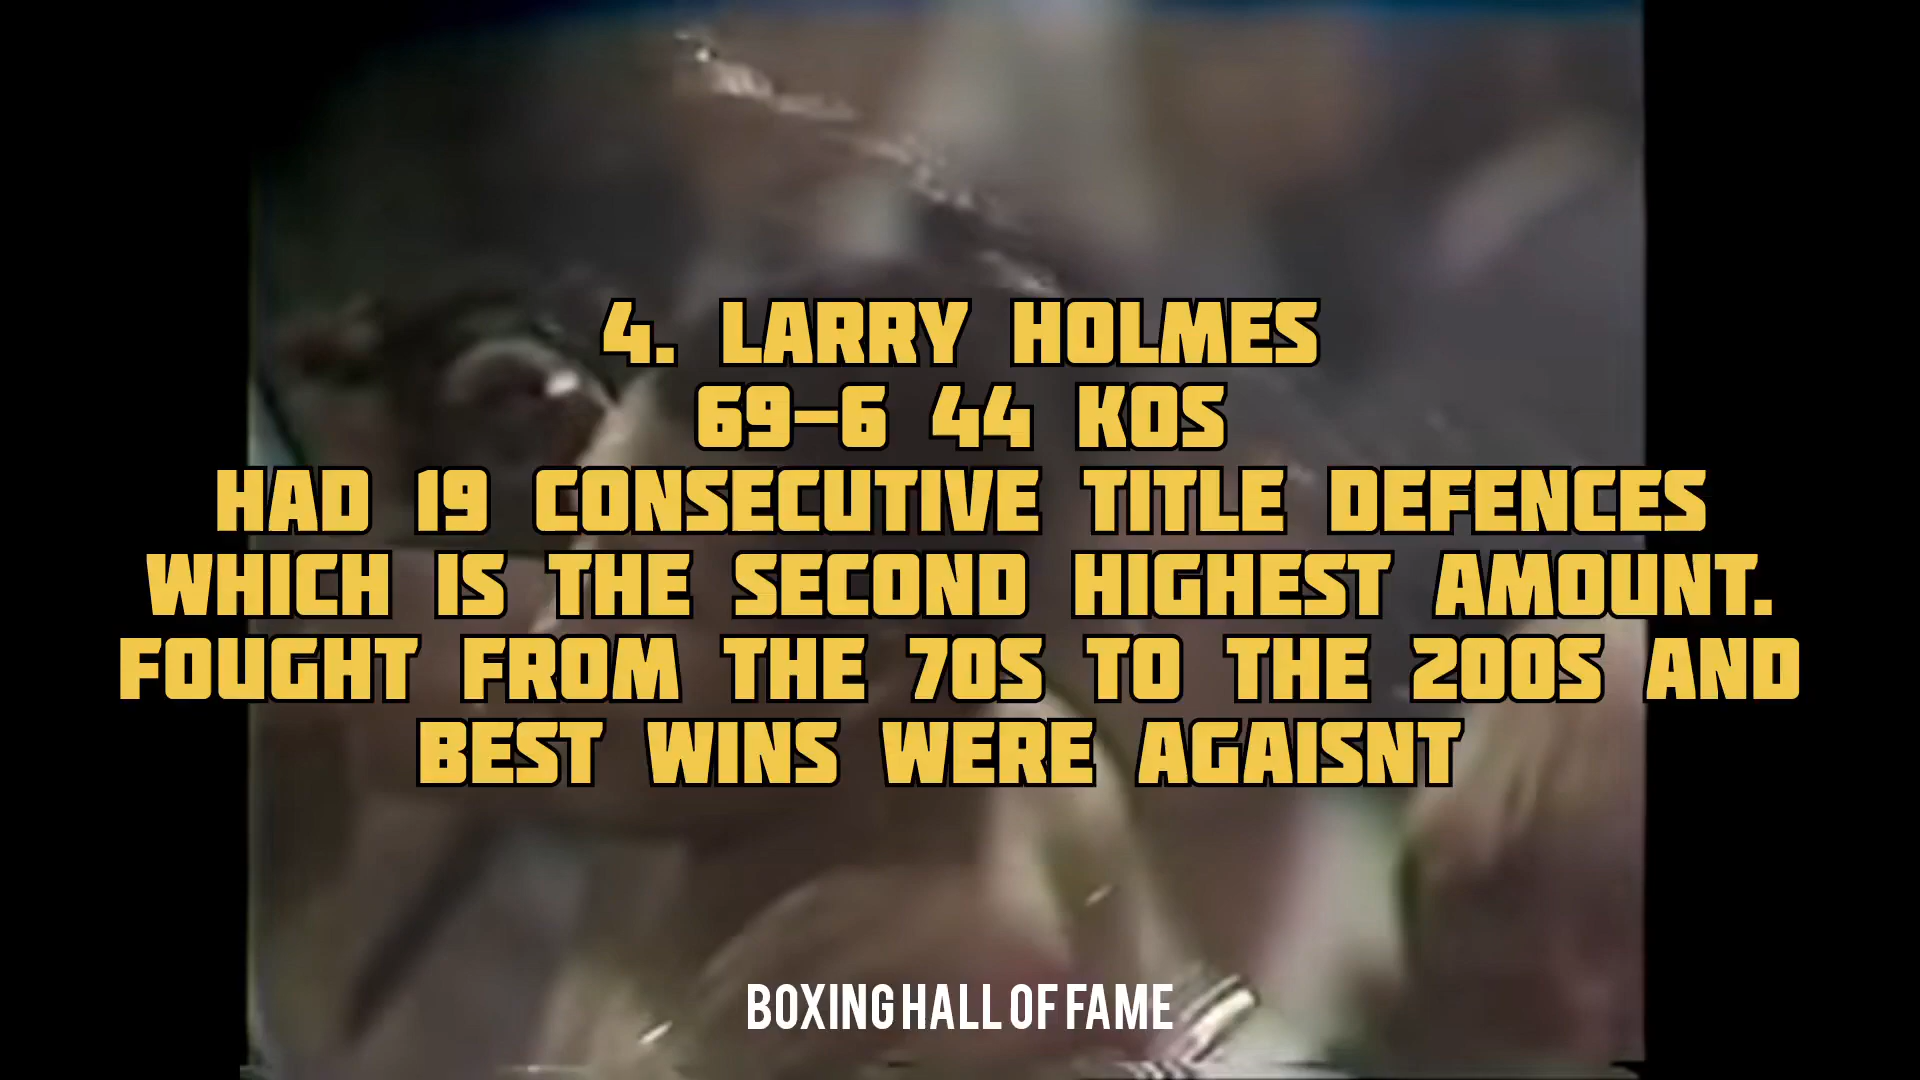 4. LARRY HOLMES
69-6 44 KOS
HAD 19 CONSECUTIVE TITLE DEFENCES
WHICH IS THE SECOND HIGHEST AMOUNT.
FOUGHT FROM THE 70S TO THE 200S AND
BEST WINS WERE AGAISNT
BOXING HALL OF FAME